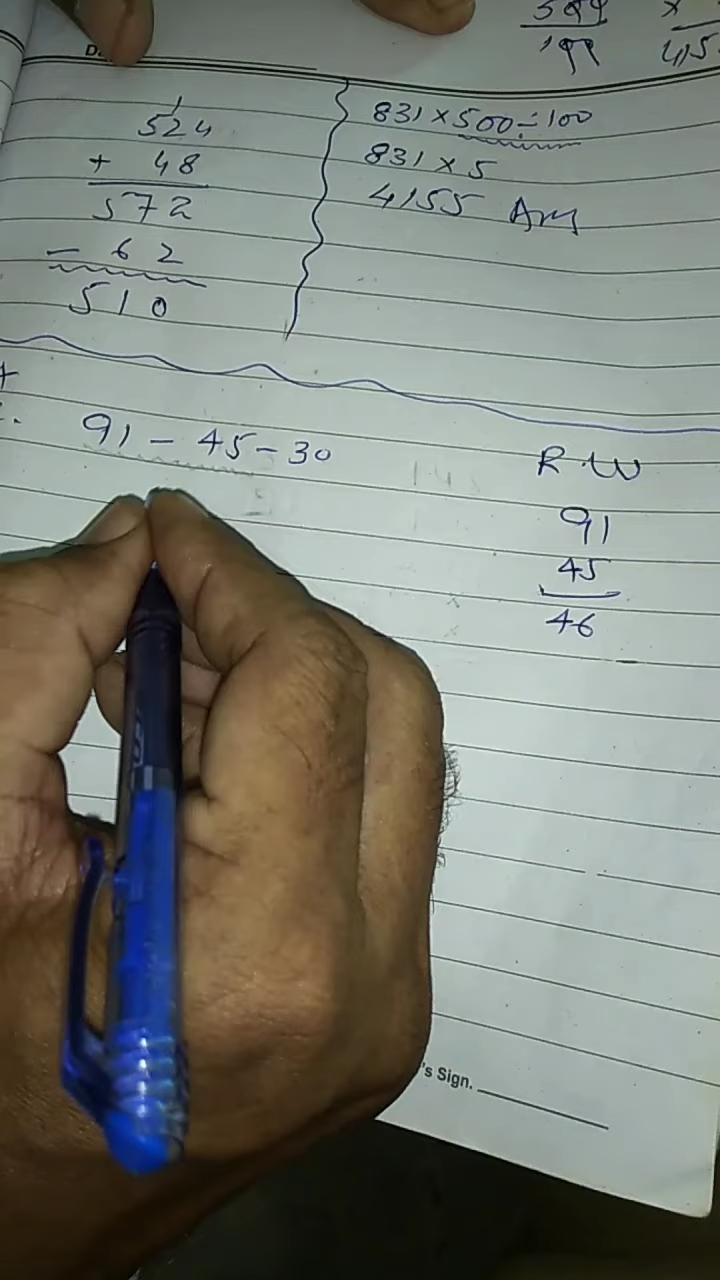 524
+ 48
572
- 62
510
831 × 500 ÷ 100
831 × 5
4155 Ans
91 - 45 - 30
R.W
91
45
46
's Sign.